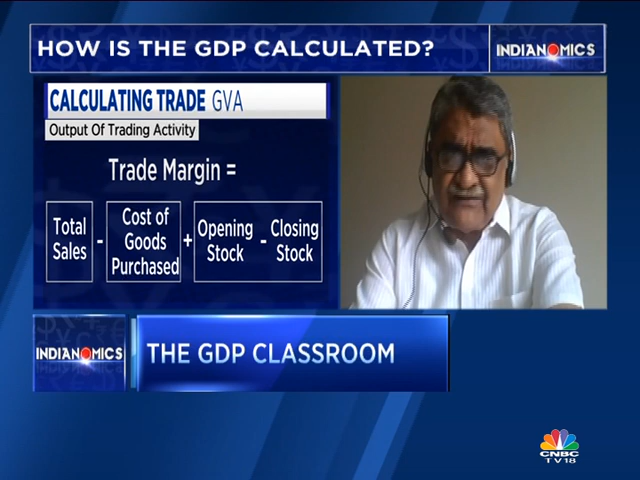 HOW IS THE GDP CALCULATED?
INDIANOMICS
CALCULATING TRADE GVA
Output Of Trading Activity
Trade Margin =
Total Sales - Cost of Goods Purchased + Opening Stock - Closing Stock
INDIANOMICS
THE GDP CLASSROOM
CNBC
TV18